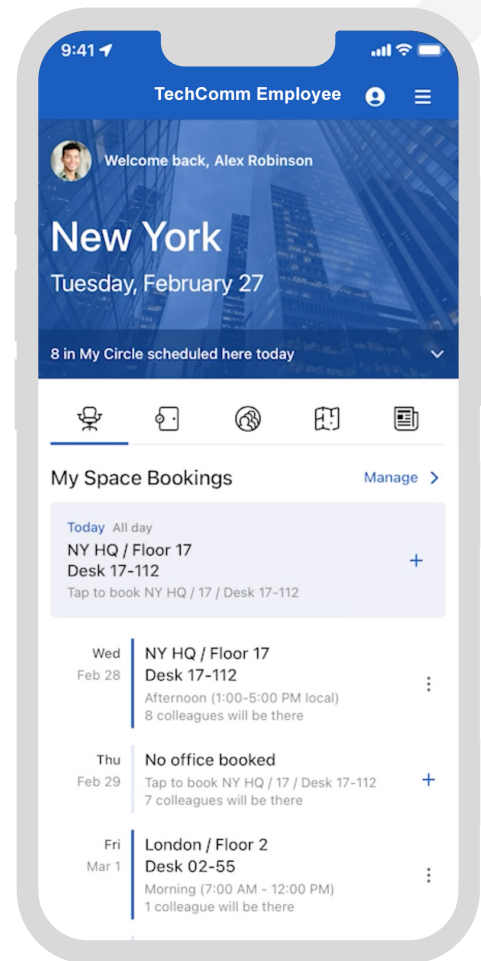 9:41
TechComm Employee
Welcome back, Alex Robinson
New York
Tuesday, February 27
8 in My Circle scheduled here today
My Space Bookings
Manage
Today All day
NY HQ / Floor 17
Desk 17-112
Tap to book NY HQ / 17 / Desk 17-112
Wed
Feb 28
NY HQ / Floor 17
Desk 17-112
Afternoon (1:00-5:00 PM local)
8 colleagues will be there
Thu
Feb 29
No office booked
Tap to book NY HQ / 17 / Desk 17-112
7 colleagues will be there
Fri
Mar 1
London / Floor 2
Desk 02-55
Morning (7:00 AM - 12:00 PM)
1 colleague will be there